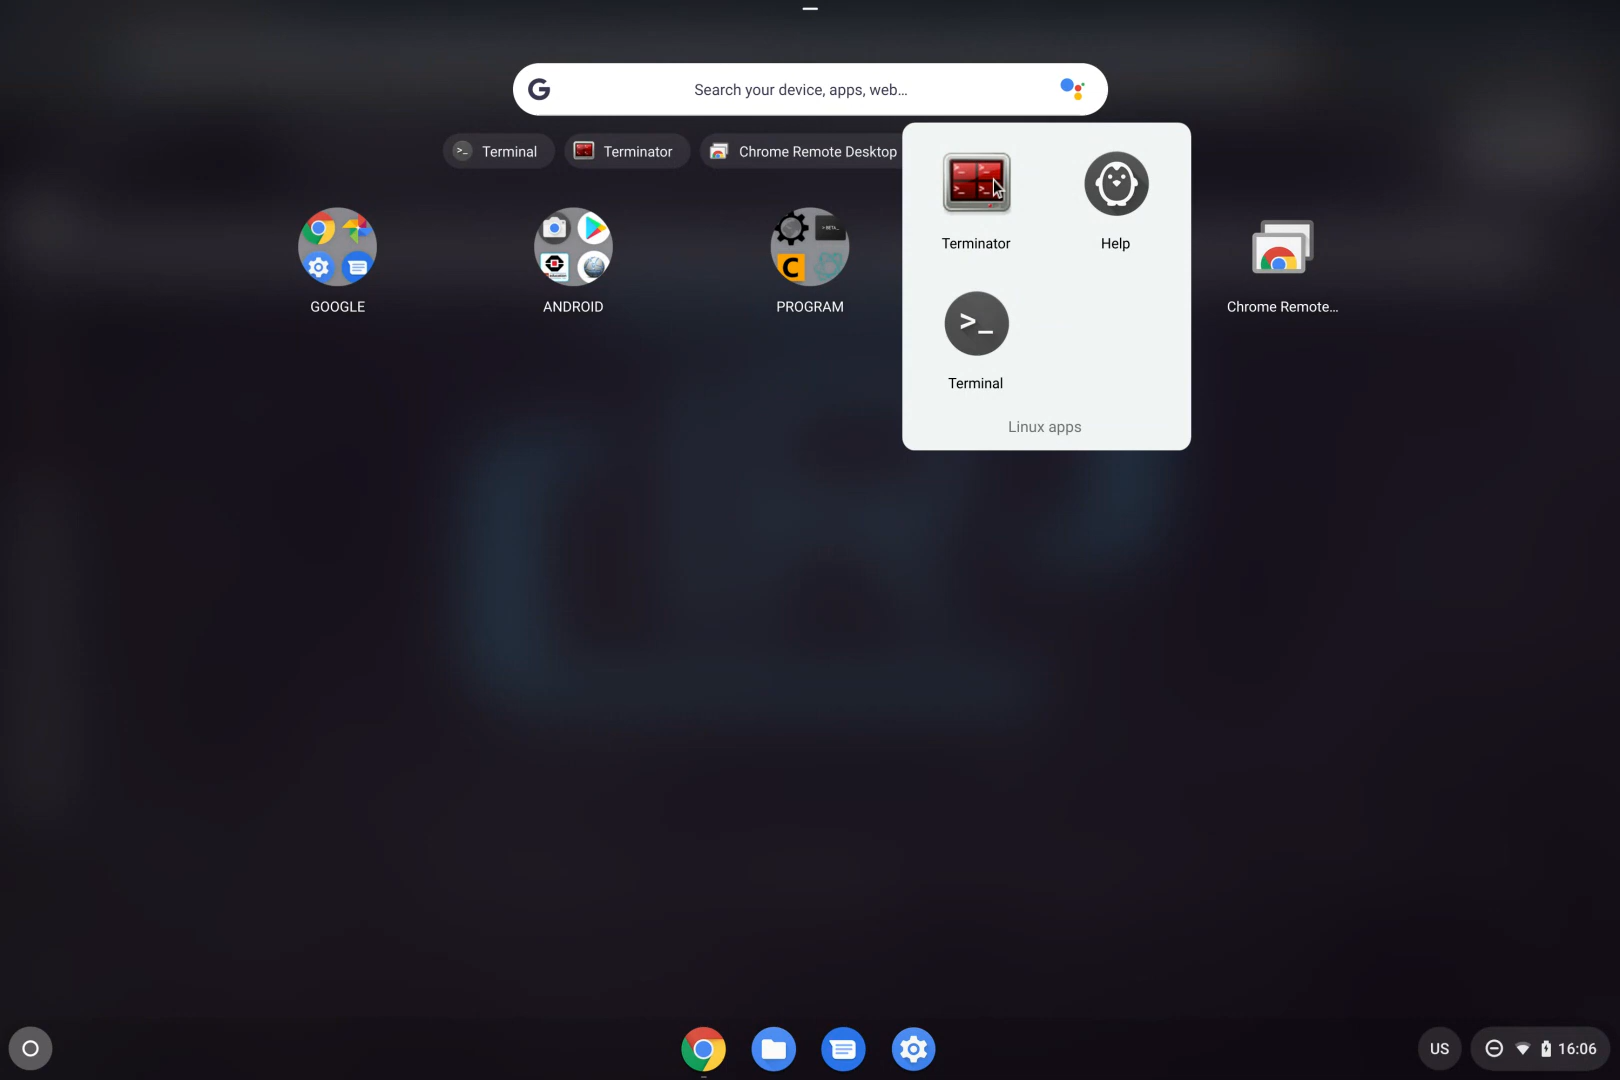 Search your device, apps, web...
Terminal
Terminator
Chrome Remote Desktop
Terminator
Help
GOOGLE
ANDROID
PROGRAM
Chrome Remote...
Terminal
Linux apps
US
16:06